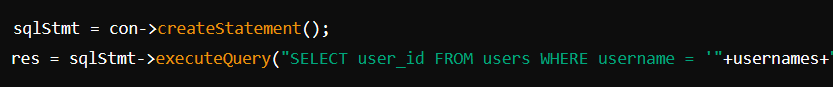 sqlStmt = con->createStatement();
res = sqlStmt->executeQuery("SELECT user_id FROM users WHERE username = '"+usernames+'